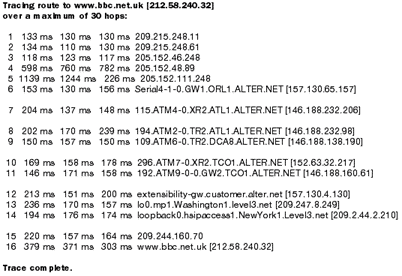 Tracing route to www.bbc.net.uk [212.58.240.32]
over a maximum of 30 hops:
1 133 ms 130 ms 130 ms 209.215.248.11
2 134 ms 110 ms 130 ms 209.215.248.61
3 118 ms 123 ms 117 ms 205.152.46.248
4 598 ms 760 ms 782 ms 205.152.48.89
5 1139 ms 1244 ms 226 ms 205.152.111.248
6 153 ms 130 ms 156 ms Serial4-1-0.GW1.ORL1.ALTER.NET [157.130.65.157]
7 204 ms 137 ms 148 ms 115.ATM4-0.XR2.ATL1.ALTER.NET [146.188.232.206]
8 202 ms 170 ms 239 ms 194.ATM2-0.TR2.ATL1.ALTER.NET [146.188.232.98]
9 150 ms 157 ms 150 ms 109.ATM6-0.TR2.DCA8.ALTER.NET [146.188.138.190]
10 169 ms 158 ms 178 ms 296.ATM7-0.XR2.TCO1.ALTER.NET [152.63.32.217]
11 146 ms 171 ms 158 ms 192.ATM9-0-0.GW2.TCO1.ALTER.NET [146.188.160.61]
12 213 ms 151 ms 200 ms extensibility-gw.customer.alter.net [157.130.4.130]
13 236 ms 170 ms 157 ms lo0.mp1.Washington1.level3.net [209.247.8.249]
14 194 ms 176 ms 174 ms loopback0.hsipaccess1.NewYork1.Level3.net [209.2.44.2.210]
15 220 ms 157 ms 164 ms 209.244.160.70
16 379 ms 371 ms 303 ms www.bbc.net.uk [212.58.240.32]
Trace complete.